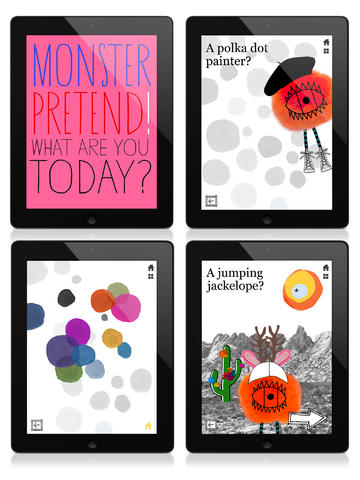 MONSTER
PRETEND!
WHAT ARE YOU
TODAY?
A polka dot
painter?
A jumping
jackelope?